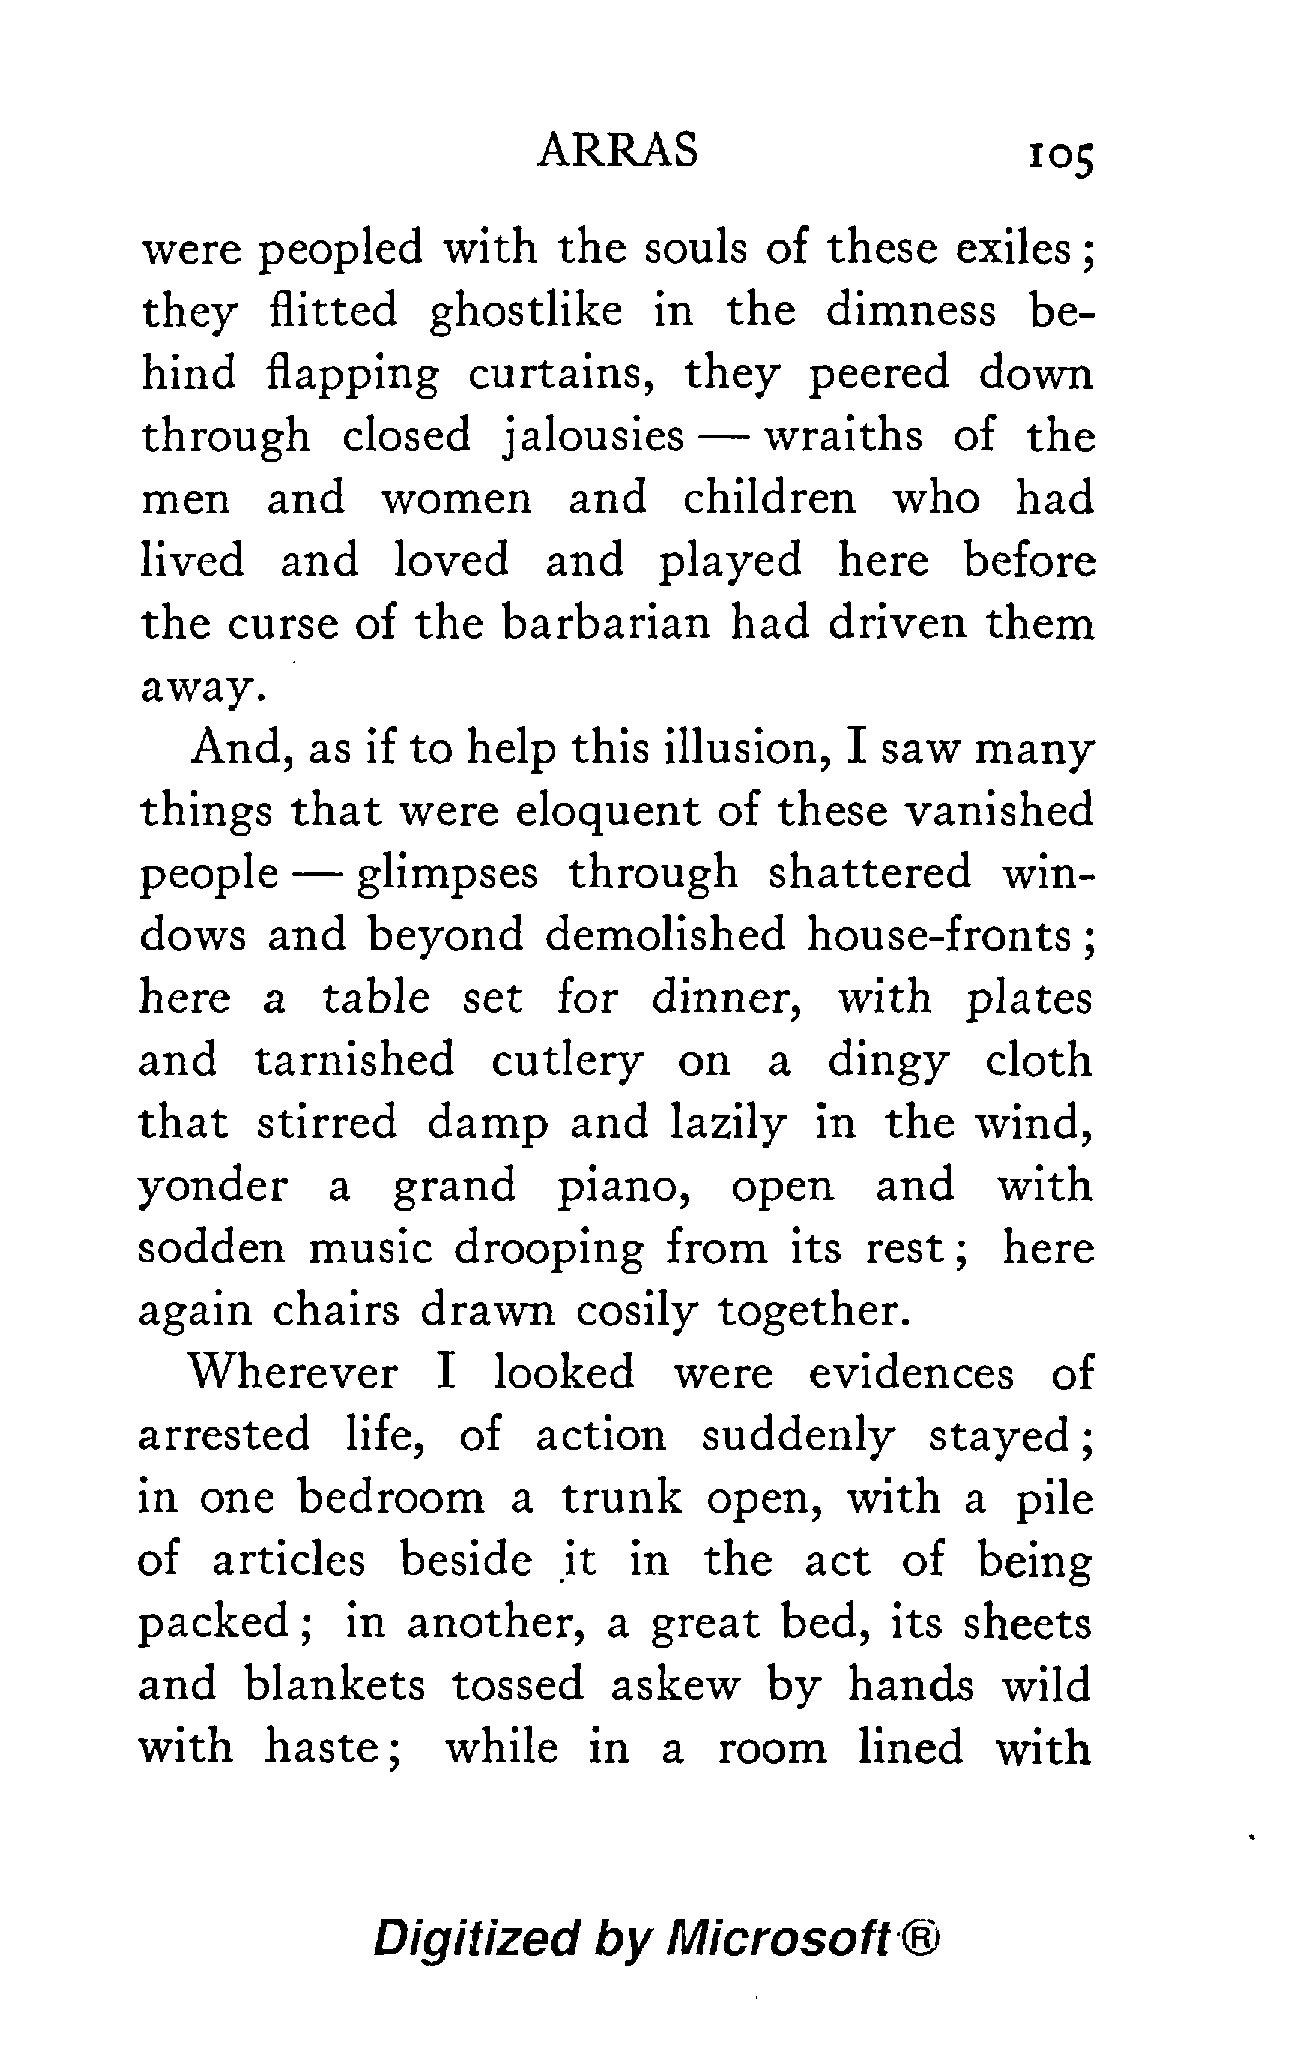 ARRAS 105
were peopled with the souls of these exiles ;
they flitted ghostlike in the dimness be-
hind flapping curtains, they peered down
through closed jalousies — wraiths of the
men and women and children who had
lived and loved and played here before
the curse of the barbarian had driven them
away.
And, as if to help this illusion, I saw many
things that were eloquent of these vanished
people — glimpses through shattered win-
dows and beyond demolished house-fronts ;
here a table set for dinner, with plates
and tarnished cutlery on a dingy cloth
that stirred damp and lazily in the wind,
yonder a grand piano, open and with
sodden music drooping from its rest ; here
again chairs drawn cosily together.
Wherever I looked were evidences of
arrested life, of action suddenly stayed ;
in one bedroom a trunk open, with a pile
of articles beside it in the act of being
packed ; in another, a great bed, its sheets
and blankets tossed askew by hands wild
with haste ; while in a room lined with
Digitized by Microsoft ®